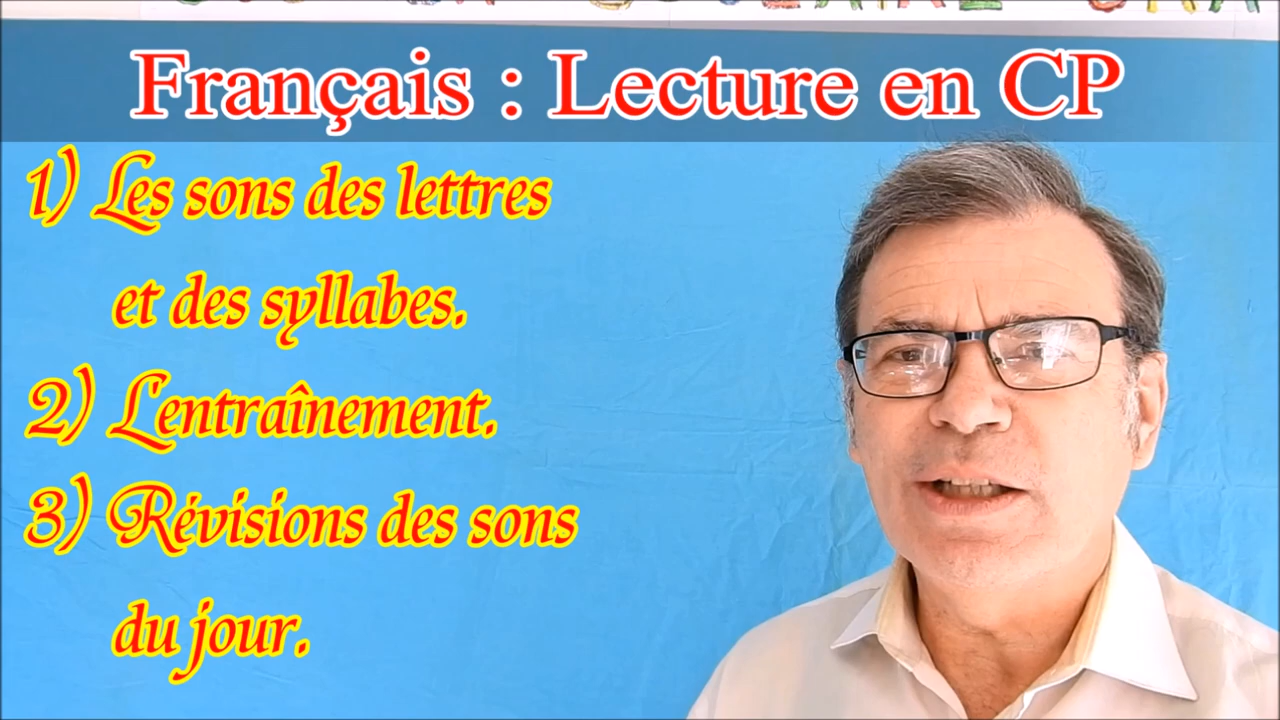 Français : Lecture en CP
1) Les sons des lettres
et des syllabes.
2) L'entraînement.
3) Révisions des sons
du jour.